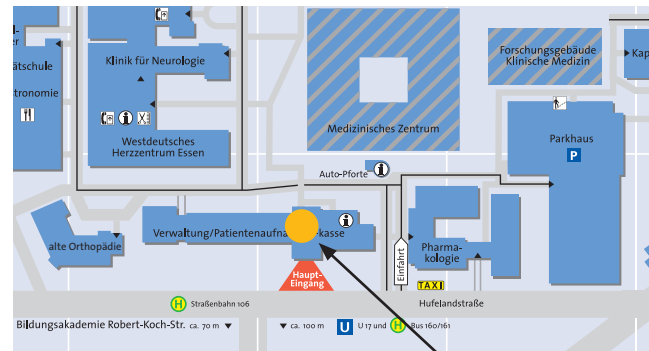 Klinik für Neurologie
Forschungsgebäude
Klinische Medizin
Kap
Medizinisches Zentrum
Westdeutsches
Herzzentrum Essen
Parkhaus
P
Auto-Pforte
alte Orthopädie
Verwaltung/Patientenaufna
kasse
Pharma-
kologie
Einfahrt
Haupt-
Eingang
TAXI
H Straßenbahn 106
Hufelandstraße
Bildungsakademie Robert-Koch-Str. ca. 70 m ▼
▼ ca. 100 m U U 17 und H Bus 160/161